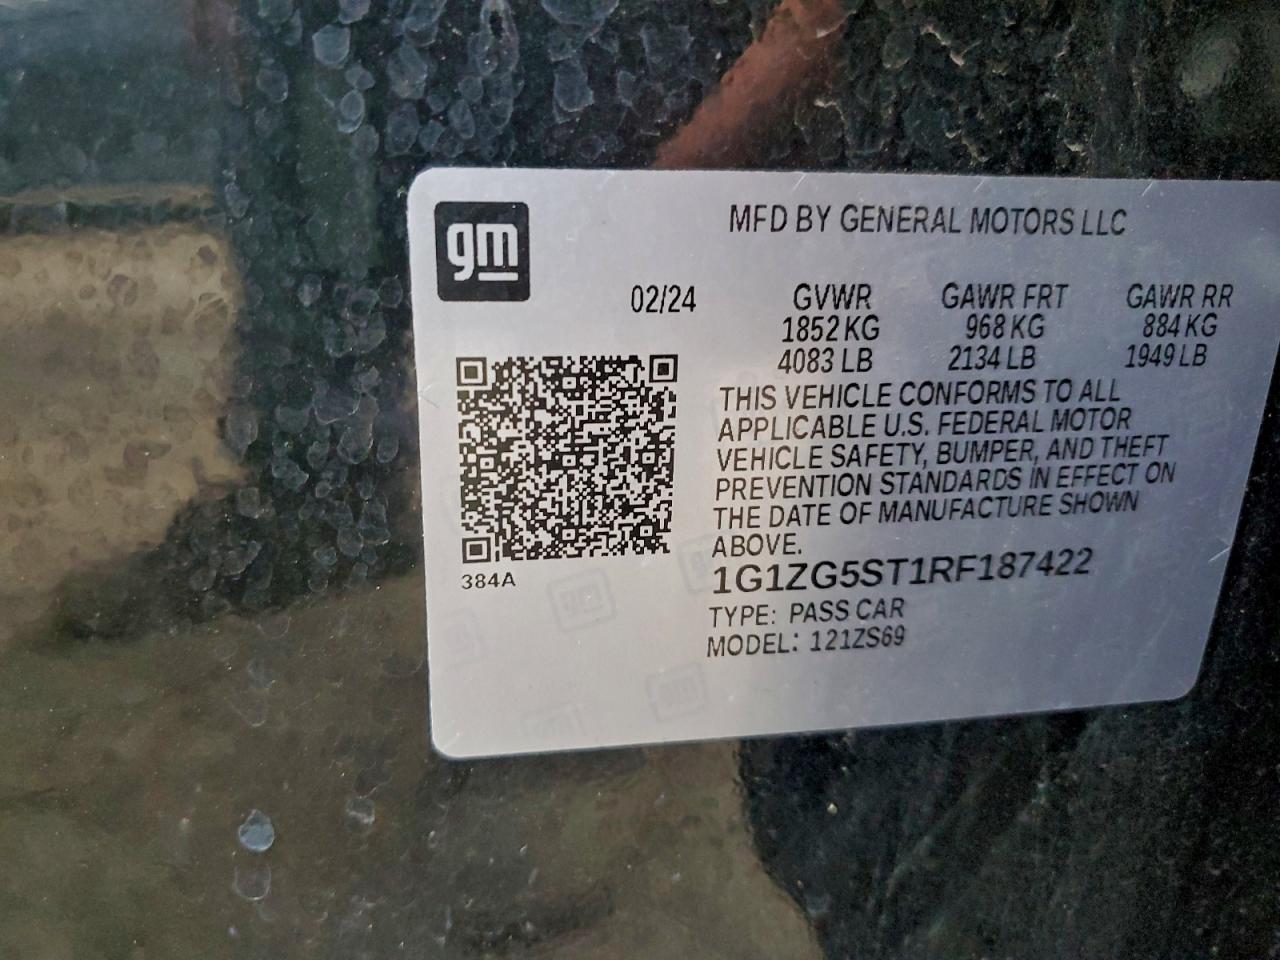 gm
MFD BY GENERAL MOTORS LLC
02/24 GVWR GAWR FRT GAWR RR
1852 KG 968 KG 884 KG
4083 LB 2134 LB 1949 LB
THIS VEHICLE CONFORMS TO ALL
APPLICABLE U.S. FEDERAL MOTOR
VEHICLE SAFETY, BUMPER, AND THEFT
PREVENTION STANDARDS IN EFFECT ON
THE DATE OF MANUFACTURE SHOWN
ABOVE.
384A
1G1ZG5ST1RF187422
TYPE: PASS CAR
MODEL: 121ZS69